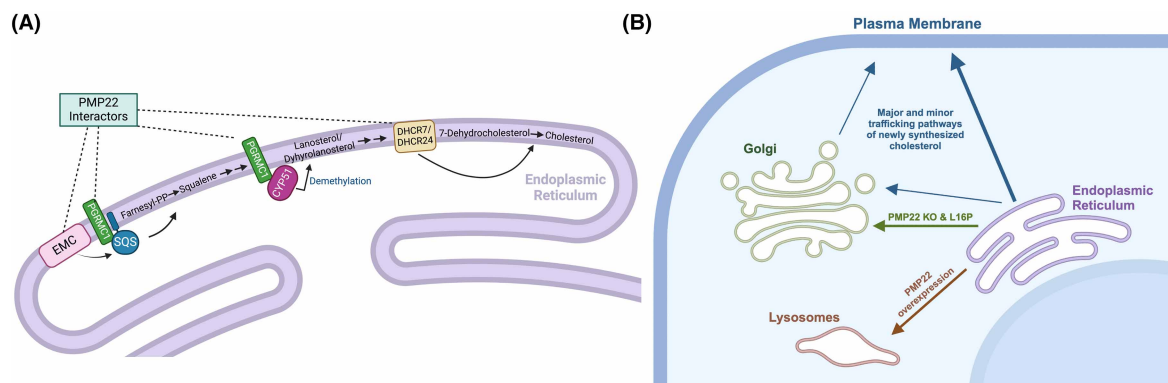 (A)
PMP22
Interactors
EMC
PGRMC1
SQS
Farnesyl-PP
Squalene
PGRMC1
CYP51
Lanosterol/
Dyhyrolanosterol
Demethylation
DHCR7/
DHCR24
7-Dehydrocholesterol
Cholesterol
Endoplasmic
Reticulum
(B)
Plasma Membrane
Major and minor
trafficking pathways
of newly synthesized
cholesterol
Golgi
Endoplasmic
Reticulum
PMP22 KO & L16P
PMP22
overexpression
Lysosomes